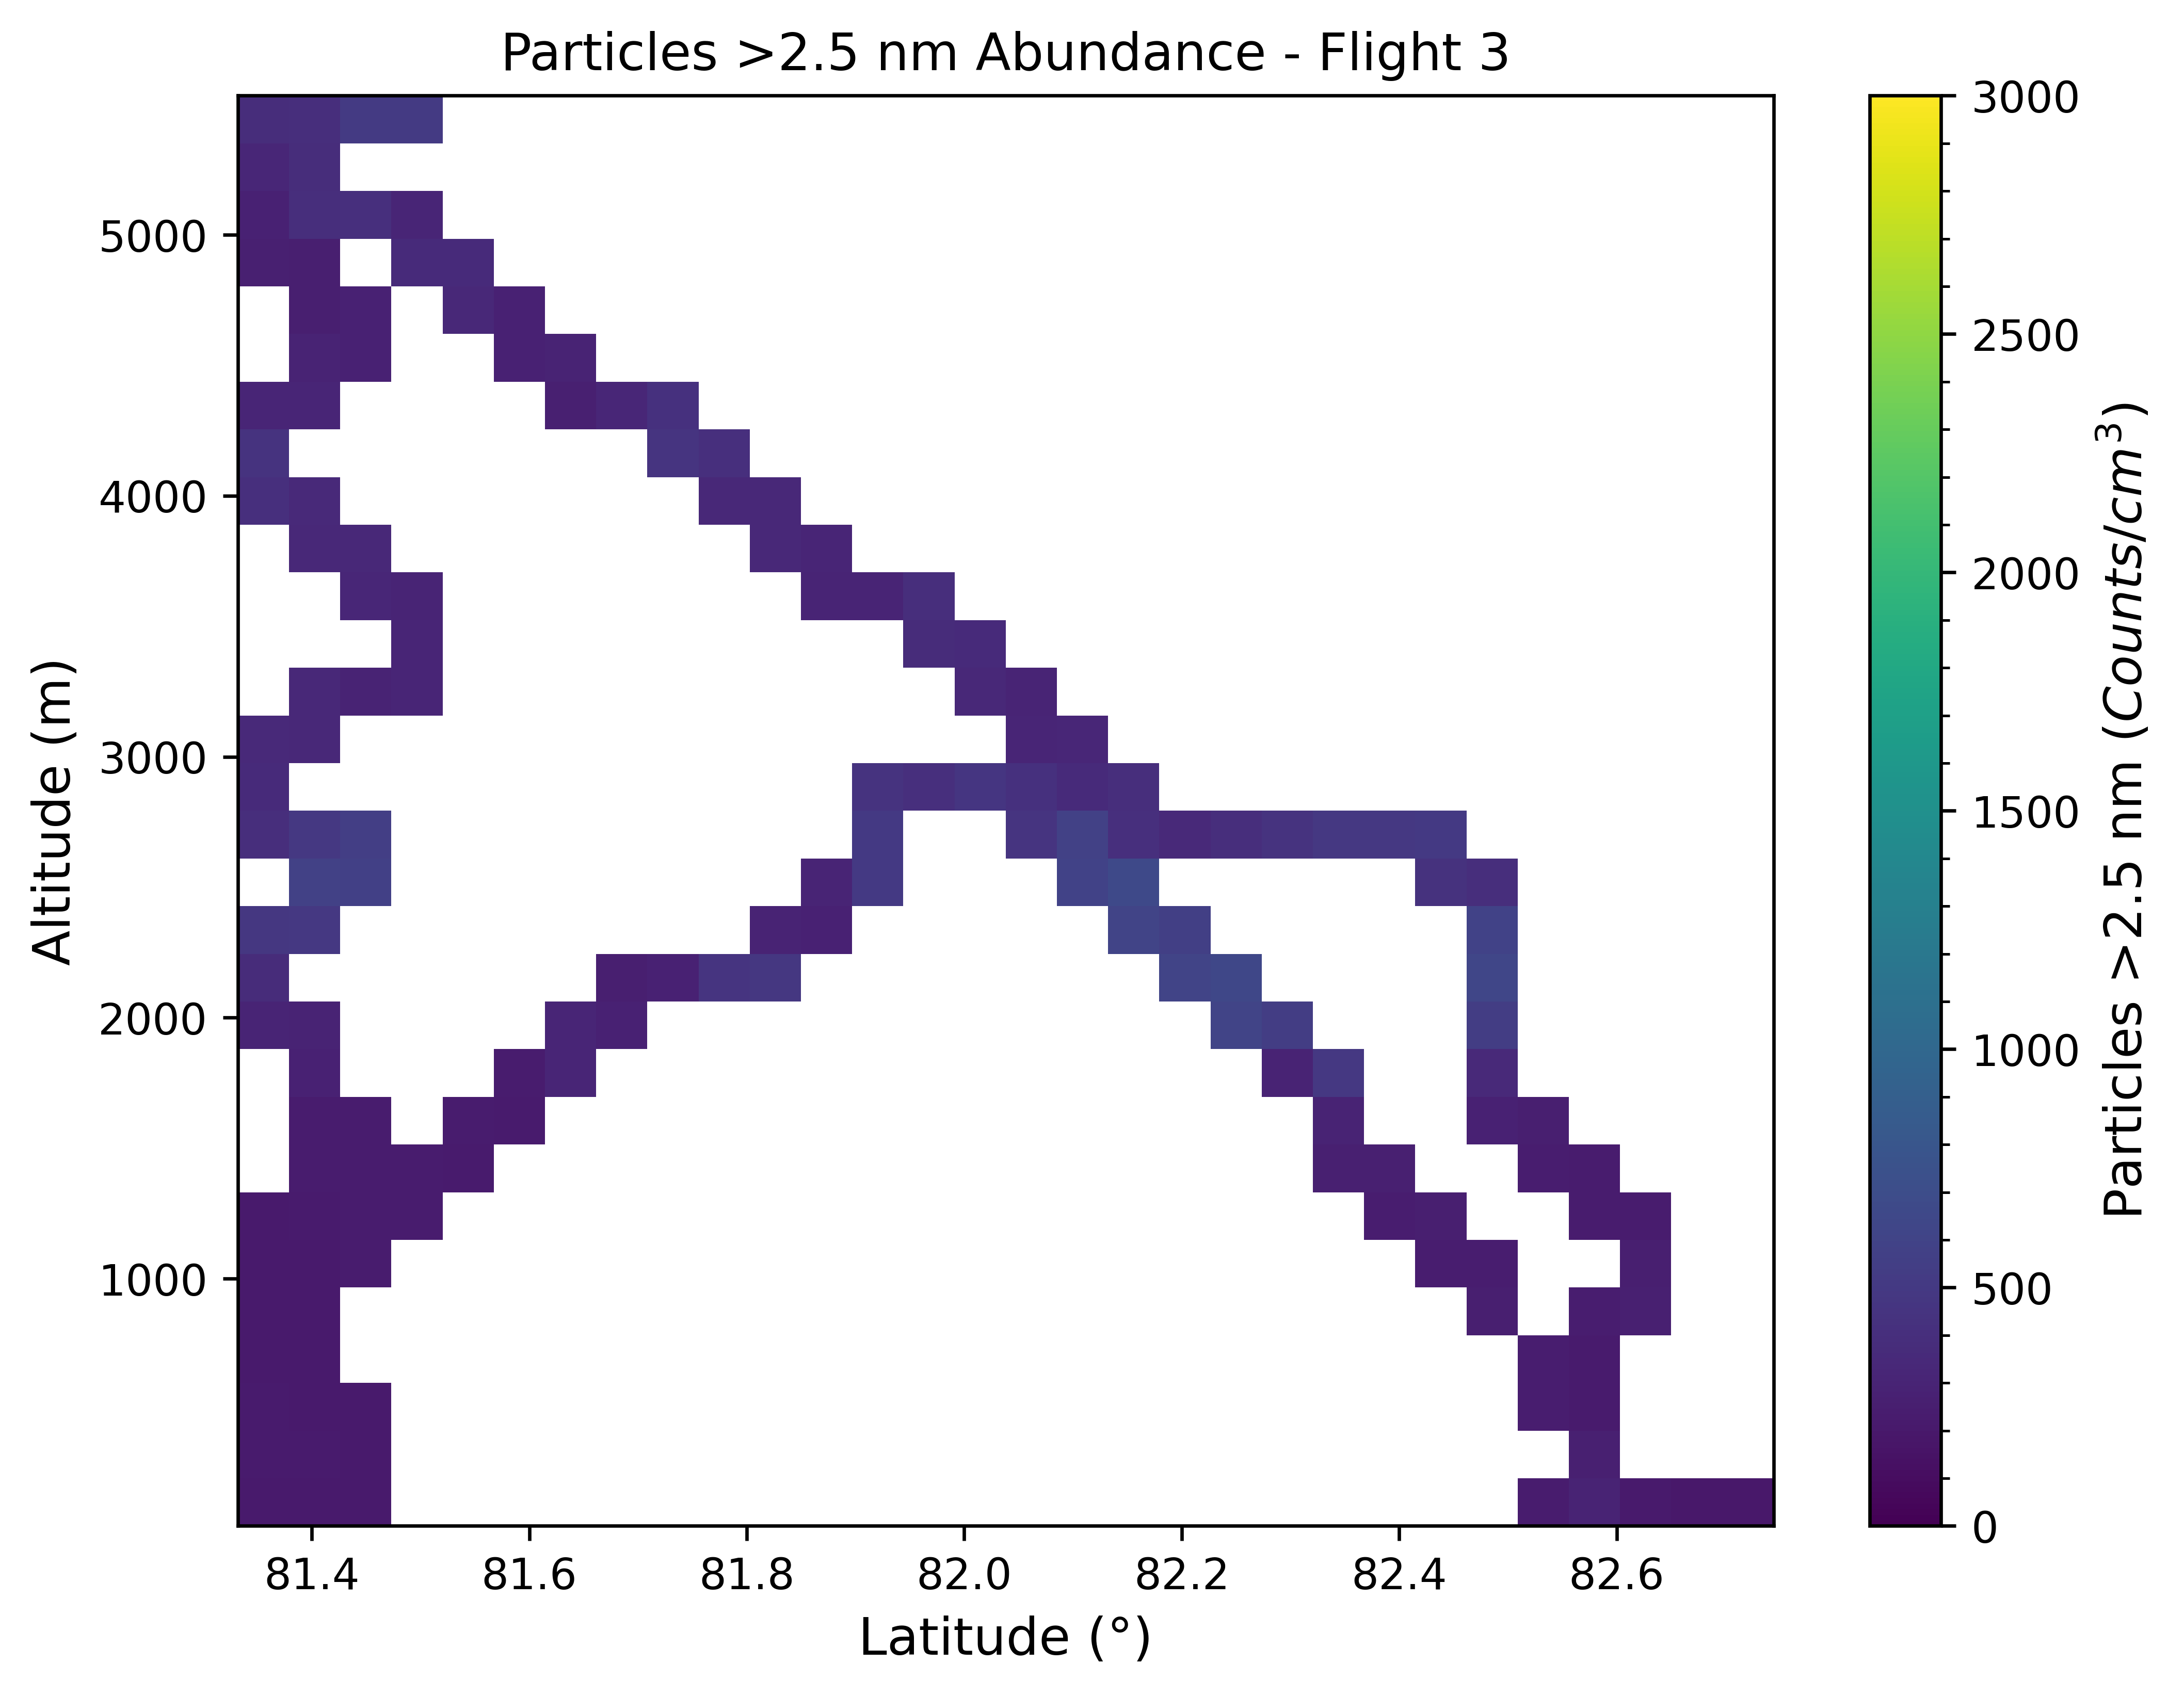 Particles >2.5 nm Abundance - Flight 3
5000
4000
3000
2000
1000
Altitude (m)
81.4 81.6 81.8 82.0 82.2 82.4 82.6
Latitude (°)
3000
2500
2000
1500
1000
500
0
Particles >2.5 nm (Counts/cm³)